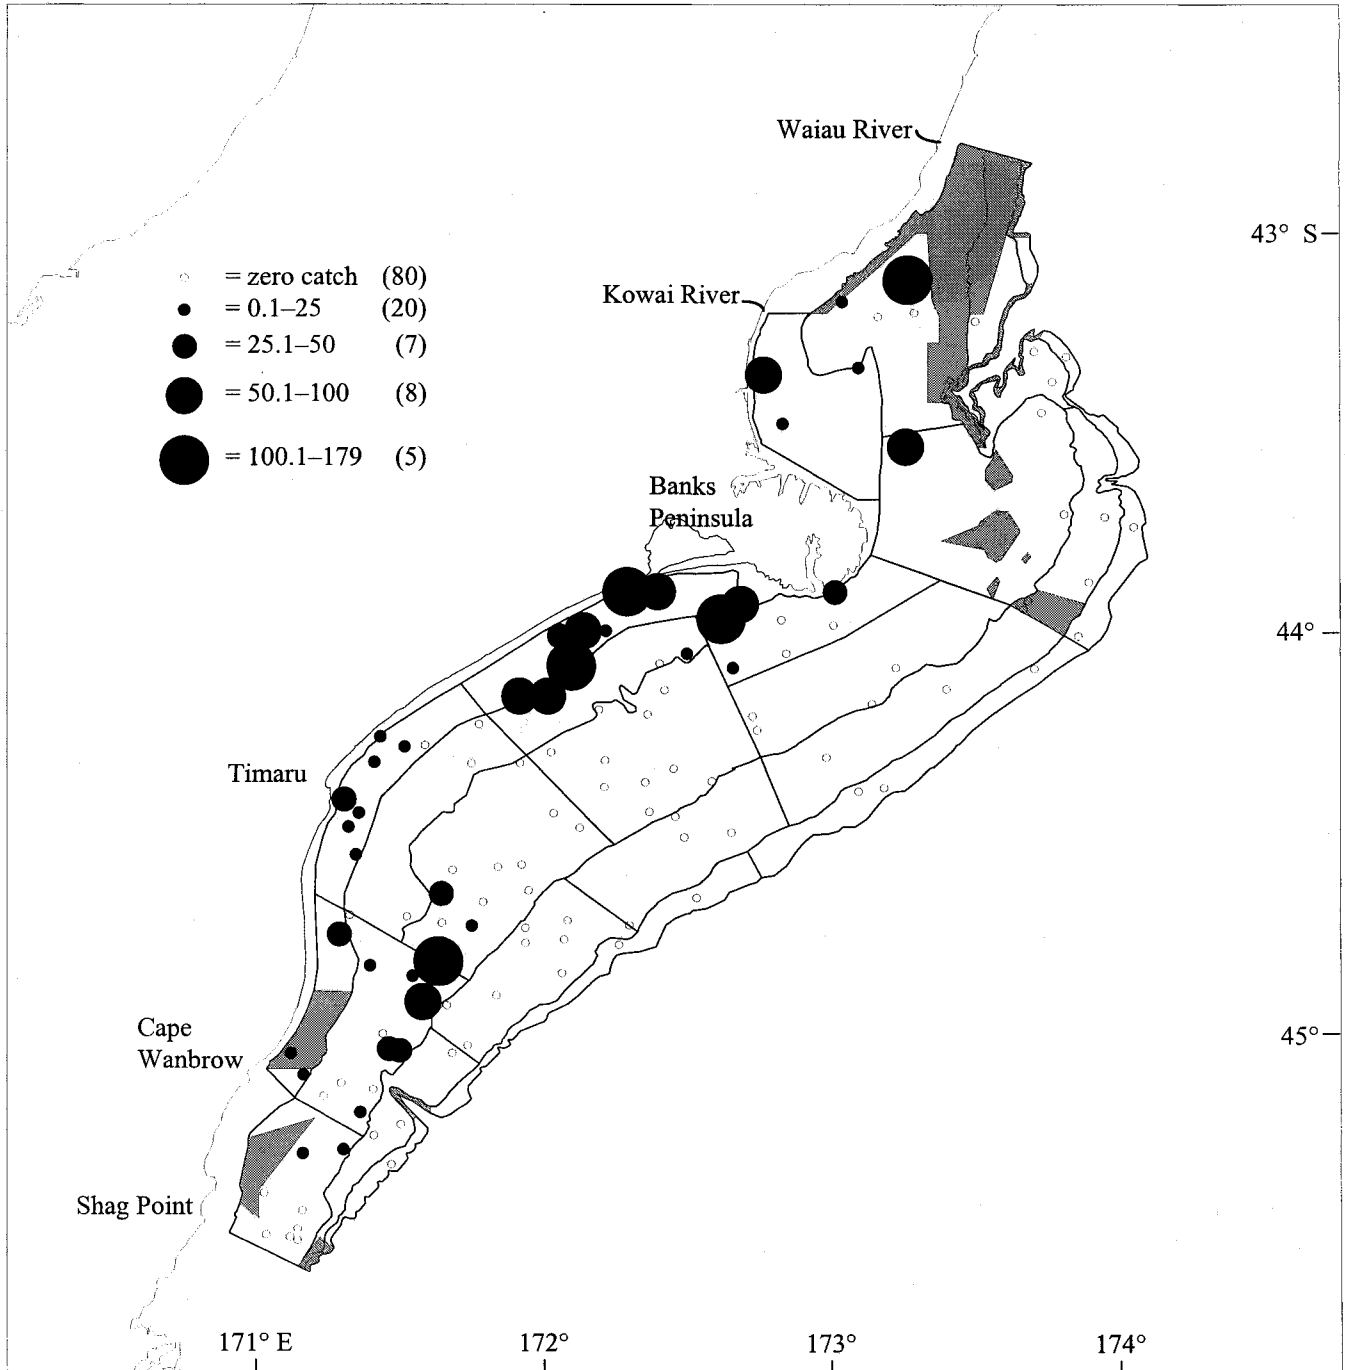 Waiau River
43° S
= zero catch (80)
= 0.1–25 (20)
Kowai River
= 25.1–50 (7)
= 50.1–100 (8)
= 100.1–179 (5)
Banks
Peninsula
44°
Timaru
Cape
Wanbrow
45°
Shag Point
171° E
172°
173°
174°